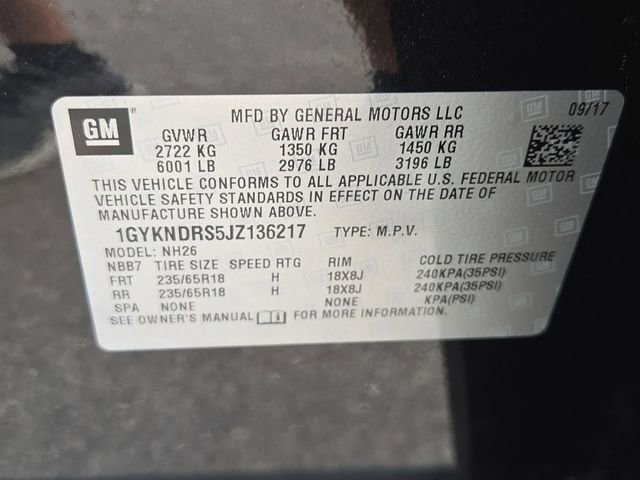 GM
MFD BY GENERAL MOTORS LLC 09/17
GVWR GAWR FRT GAWR RR
2722 KG 1350 KG 1450 KG
6001 LB 2976 LB 3196 LB
THIS VEHICLE CONFORMS TO ALL APPLICABLE U.S. FEDERAL MOTOR
VEHICLE SAFETY STANDARDS IN EFFECT ON THE DATE OF
MANUFACTURE SHOWN ABOVE.
1GYKNDRS5JZ136217 TYPE: M.P.V.
MODEL: NH26
NBB7 TIRE SIZE SPEED RTG RIM COLD TIRE PRESSURE
FRT 235/65R18 H 18X8J 240KPA(35PSI)
RR 235/65R18 H 18X8J 240KPA(35PSI)
SPA NONE NONE KPA(PSI)
SEE OWNER'S MANUAL FOR MORE INFORMATION.